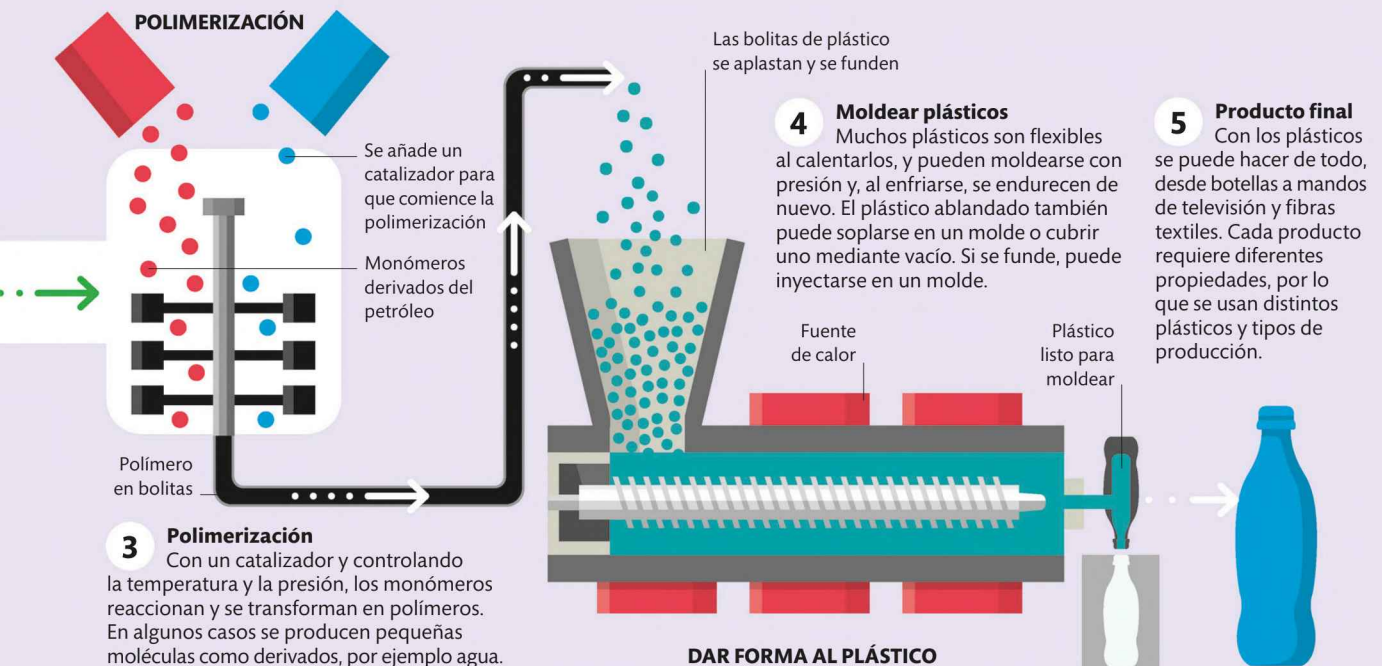 POLIMERIZACIÓN
Se añade un
catalizador para
que comience la
polimerización
Monómeros
derivados del
petróleo
Polímero
en bolitas
3 Polimerización
Con un catalizador y controlando
la temperatura y la presión, los monómeros
reaccionan y se transforman en polímeros.
En algunos casos se producen pequeñas
moléculas como derivados, por ejemplo agua.
Las bolitas de plástico
se aplastan y se funden
4 Moldear plásticos
Muchos plásticos son flexibles
al calentarlos, y pueden moldearse con
presión y, al enfriarse, se endurecen de
nuevo. El plástico ablandado también
puede soplarse en un molde o cubrir
uno mediante vacío. Si se funde, puede
inyectarse en un molde.
Fuente
de calor
Plástico
listo para
moldear
DAR FORMA AL PLÁSTICO
5 Producto final
Con los plásticos
se puede hacer de todo,
desde botellas a mandos
de televisión y fibras
textiles. Cada producto
requiere diferentes
propiedades, por lo
que se usan distintos
plásticos y tipos de
producción.